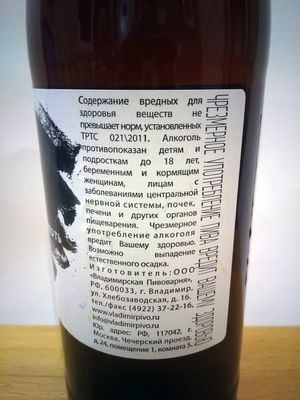 Содержание вредных для
здоровья веществ не
превышает норм, установленных
ТРТС 021\2011. Алкоголь
противопоказан детям и
подросткам до 18 лет,
беременным и кормящим
женщинам, лицам с
заболеваниями центральной
нервной системы, почек,
печени и других органов
пищеварения. Чрезмерное
употребление алкоголя
вредит Вашему здоровью.
Возможно выпадение
естественного осадка.
Изготовитель: ООО
«Владимирская Пивоварня»,
РФ, 600033, г. Владимир,
ул. Хлебозаводская, д. 16.
тел./факс (4922) 37-22-16,
www.vladimirpivo.ru
www.vladimirpivo.ru
Юр. адрес: РФ, 117042, г.
Москва, Чечерский проезд,
д.24, помещение 1, комната 3.
ЧРЕЗМЕРНОЕ УПОТРЕБЛЕНИЕ ПИВА ВРЕДИТ ВАШЕМУ ЗДОРОВЬЮ